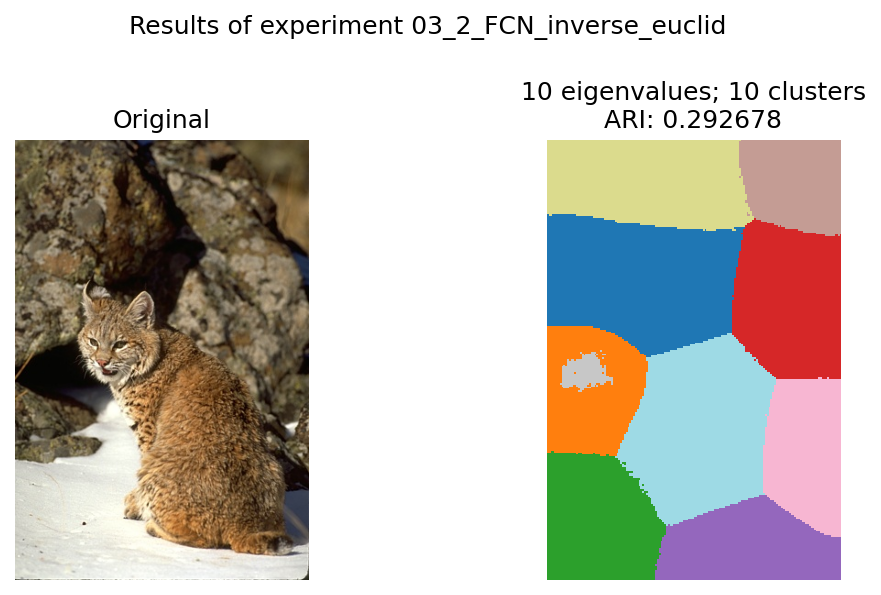 Results of experiment 03_2_FCN_inverse_euclid
Original
10 eigenvalues; 10 clusters
ARI: 0.292678